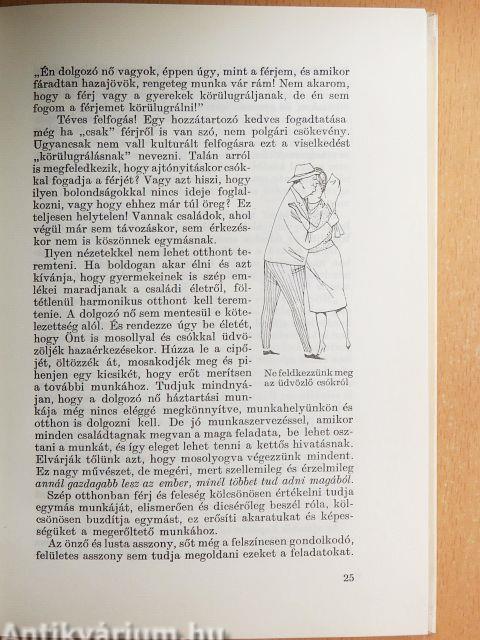 „Én dolgozó nő vagyok, éppen úgy, mint a férjem, és amikor
fáradtan hazajövök, rengeteg munka vár rám! Nem akarom,
hogy a férj vagy a gyerekek körülugráljanak, de én sem
fogom a férjemet körülugrálni!"
Téves felfogás! Egy hozzátartozó kedves fogadtatása
még ha „csak" férjről is van szó, nem polgári csökevény.
Ugyancsak nem vall kulturált felfogásra ezt a viselkedést
„körülugrálásnak" nevezni. Talán arról
is megfeledkezik, hogy ajtónyitáskor csók-
kal fogadja a férjét? Vagy azt hiszi, hogy
ilyen bolondságokkal nincs ideje foglal-
kozni, vagy hogy ehhez már túl öreg? Ez
teljesen helytelen! Vannak családok, ahol
végül már sem távozáskor, sem érkezés-
kor nem is köszönnek egymásnak.
Ilyen nézetekkel nem lehet otthont te-
remteni. Ha boldogan akar élni és azt
kívánja, hogy gyermekeinek is szép em-
lékei maradjanak a családi életről, föl-
tétlenül harmonikus otthont kell terem-
tenie. A dolgozó nő sem mentesül e köte-
lezettség alól. És rendezze úgy be életét,
hogy Önt is mosollyal és csókkal üdvö-
zöljék hazaérkezésekor. Húzza le a cipő-
jét, öltözzék át, mosakodjék meg és pi-
henjen egy kicsikét, hogy erőt merítsen
a további munkához. Tudjuk mindnyá-
jan, hogy a dolgozó nő háztartási mun-
kája még nincs eléggé megkönnyítve, munkahelyünkön és
otthon is dolgozni kell. De jó munkaszervezéssel, amikor
minden családtagnak megvan a maga feladata, be lehet osz-
tani a munkát, és így eleget lehet tenni a kettős hivatásnak.
Elvárják tőlünk azt, hogy mosolyogva végezzünk mindent.
Ez nagy művészet, de megéri, mert szellemileg és érzelmileg
annál gazdagabb lesz az ember, minél többet tud adni magából.
Szép otthonban férj és feleség kölcsönösen értékelni tudja
egymás munkáját, elismerően és dicsérőleg beszél róla, köl-
csönösen buzdítja egymást, ez erősíti akaratukat és képes-
ségüket a megerőltető munkához.
Az önző és lusta asszony, sőt még a felszínesen gondolkodó,
felületes asszony sem tudja megoldani ezeket a feladatokat.
Ne feledkezzünk meg
az üdvözlő csókról
25
Antikvárium.hu